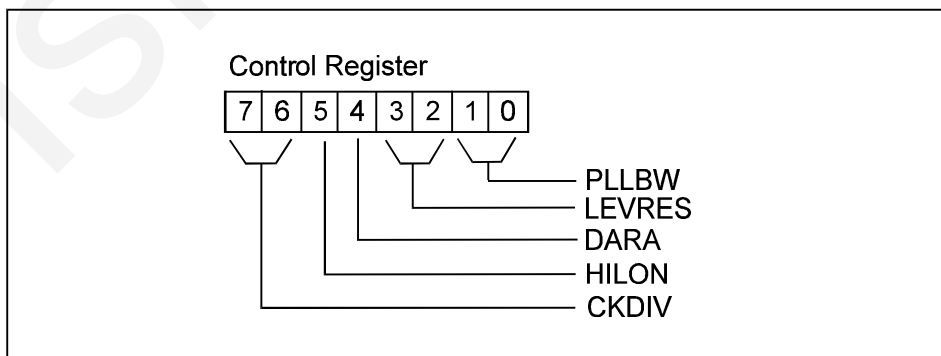 Control Register
7 6 5 4 3 2 1 0
PLLBW
LEVRES
DARA
HILON
CKDIV